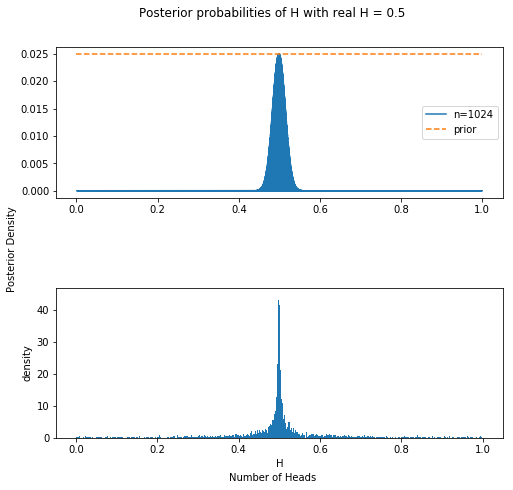 Posterior probabilities of H with real H = 0.5
0.025
0.020
0.015
0.010
0.005
0.000
n=1024
prior
0.0 0.2 0.4 0.6 0.8 1.0
Posterior Density
density
40
30
20
10
0
0.0 0.2 0.4 0.6 0.8 1.0
H
Number of Heads